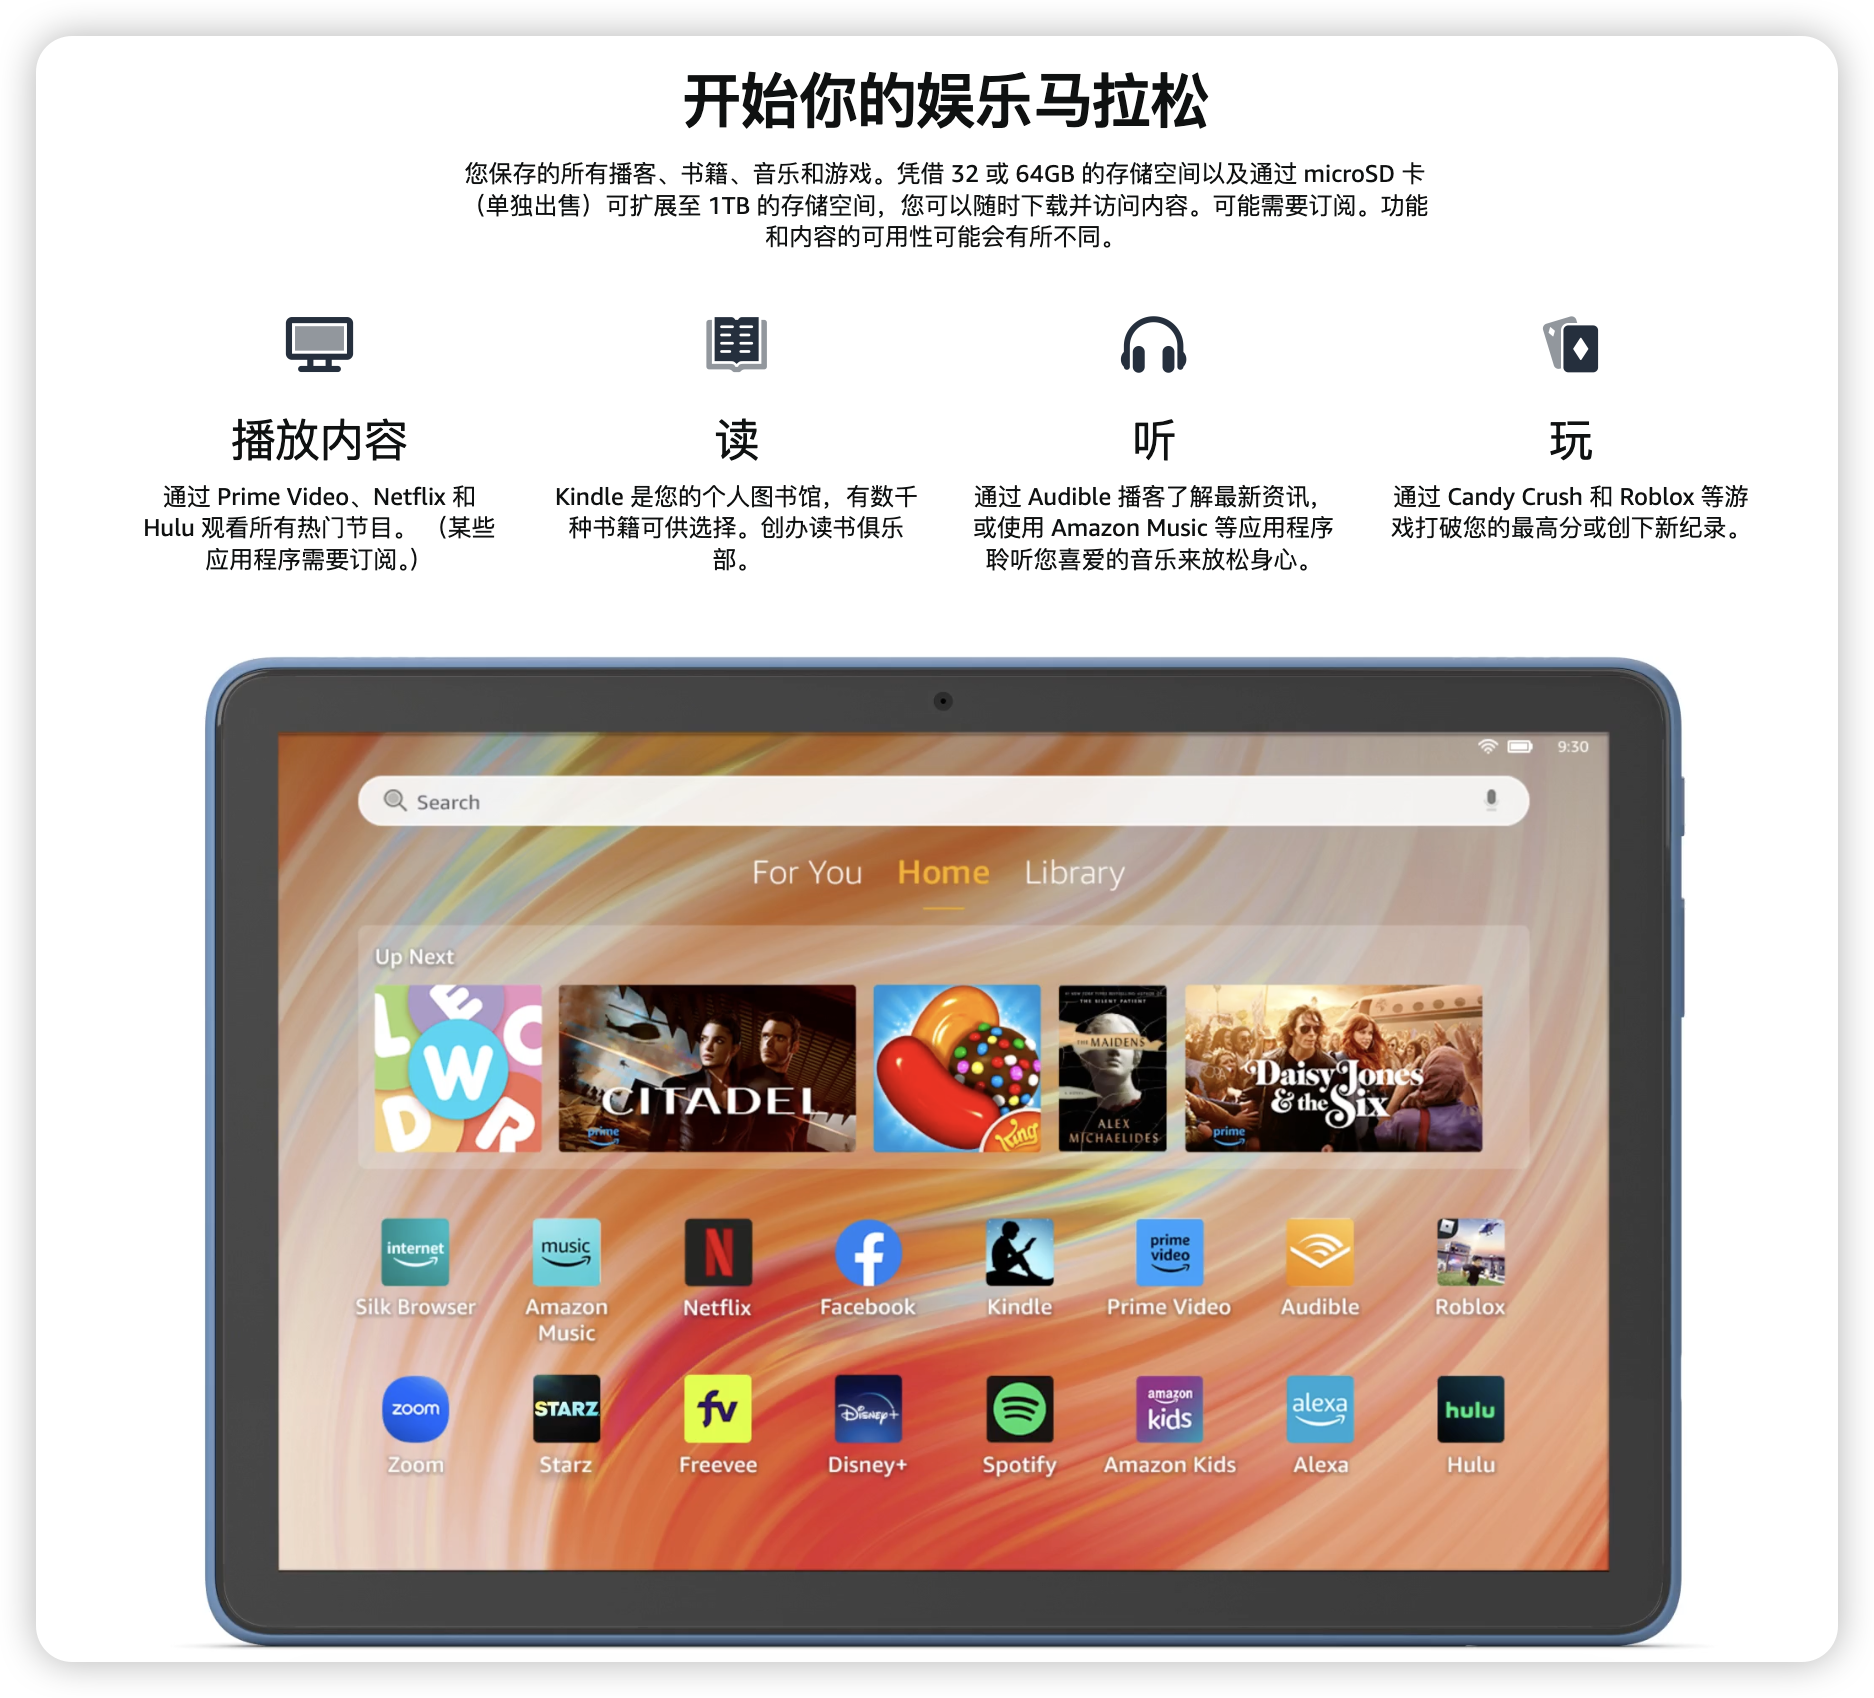 开始你的娱乐马拉松
您保存的所有播客、书籍、音乐和游戏。凭借 32 或 64GB 的存储空间以及通过 microSD 卡
（单独出售）可扩展至 1TB 的存储空间，您可以随时下载并访问内容。可能需要订阅。功能
和内容的可用性可能会有所不同。
播放内容
通过 Prime Video、Netflix 和
Hulu 观看所有热门节目。 （某些
应用程序需要订阅。）
读
Kindle 是您的个人图书馆，有数千
种书籍可供选择。创办读书俱乐
部。
听
通过 Audible 播客了解最新资讯，
或使用 Amazon Music 等应用程序
聆听您喜爱的音乐来放松身心。
玩
通过 Candy Crush 和 Roblox 等游
戏打破您的最高分或创下新纪录。
9:30
Search
For You Home Library
Up Next
L E C W D R
CITADEL
prime
King
THE SILENT PATIENT
THE MAIDENS
ALEX
MICHAELIDES
Daisy Jones
& the Six
prime
internet
music
N
f
prime
video
Silk Browser
Amazon
Music
Netflix
Facebook
Kindle
Prime Video
Audible
Roblox
zoom
STARZ
fv
Disney+
amazon
kids
alexa
hulu
Zoom
Starz
Freevee
Disney+
Spotify
Amazon Kids
Alexa
Hulu